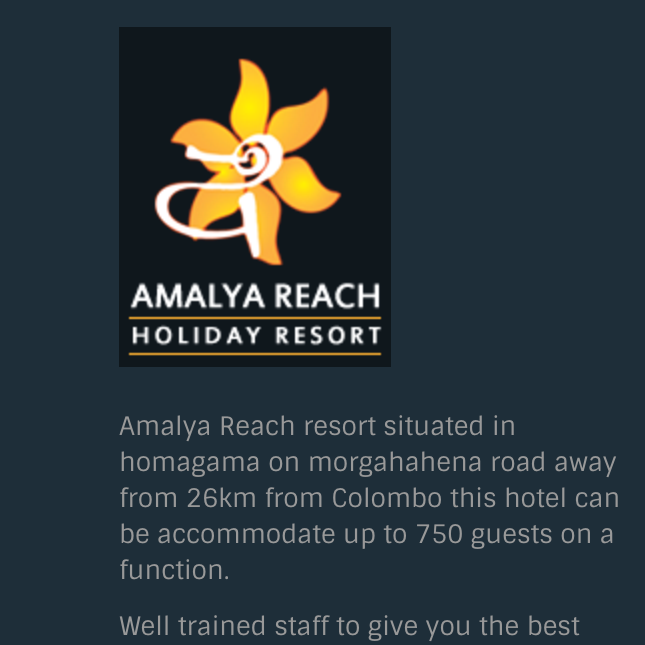 AMALYA REACH
HOLIDAY RESORT
Amalya Reach resort situated in
homagama on morgahahena road away
from 26km from Colombo this hotel can
be accommodate up to 750 guests on a
function.
Well trained staff to give you the best